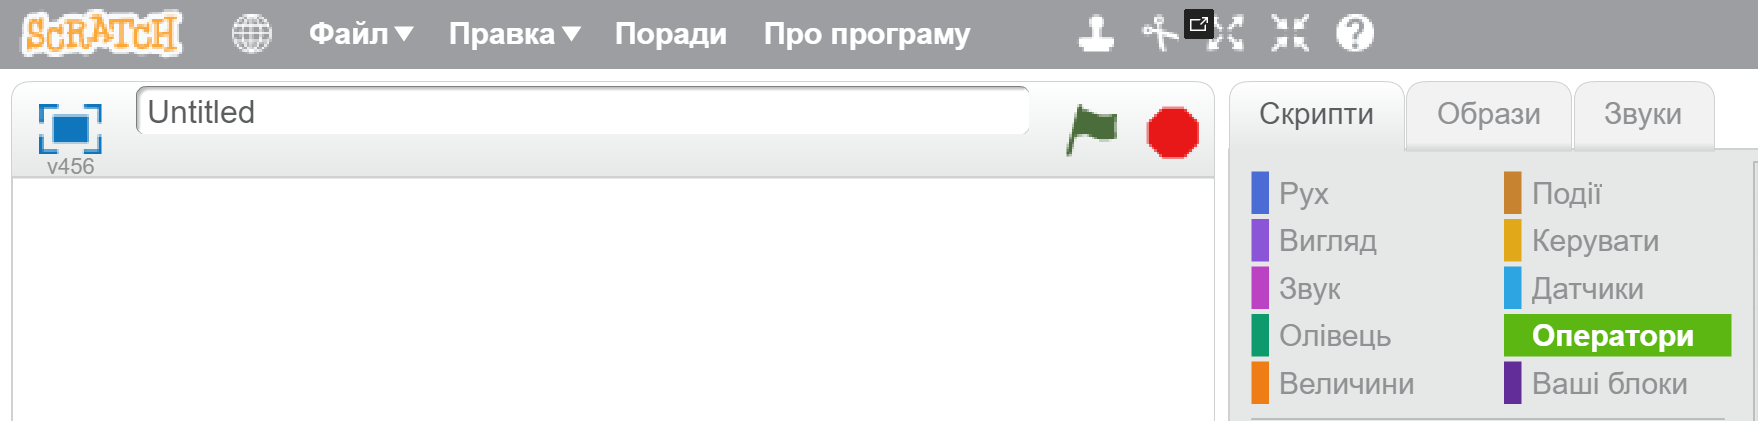 SCRATCH Файл Правка Поради Про програму ?
Untitled
v456
Скрипти Образи Звуки
Рух Події
Вигляд Керувати
Звук Датчики
Олівець Оператори
Величини Ваші блоки